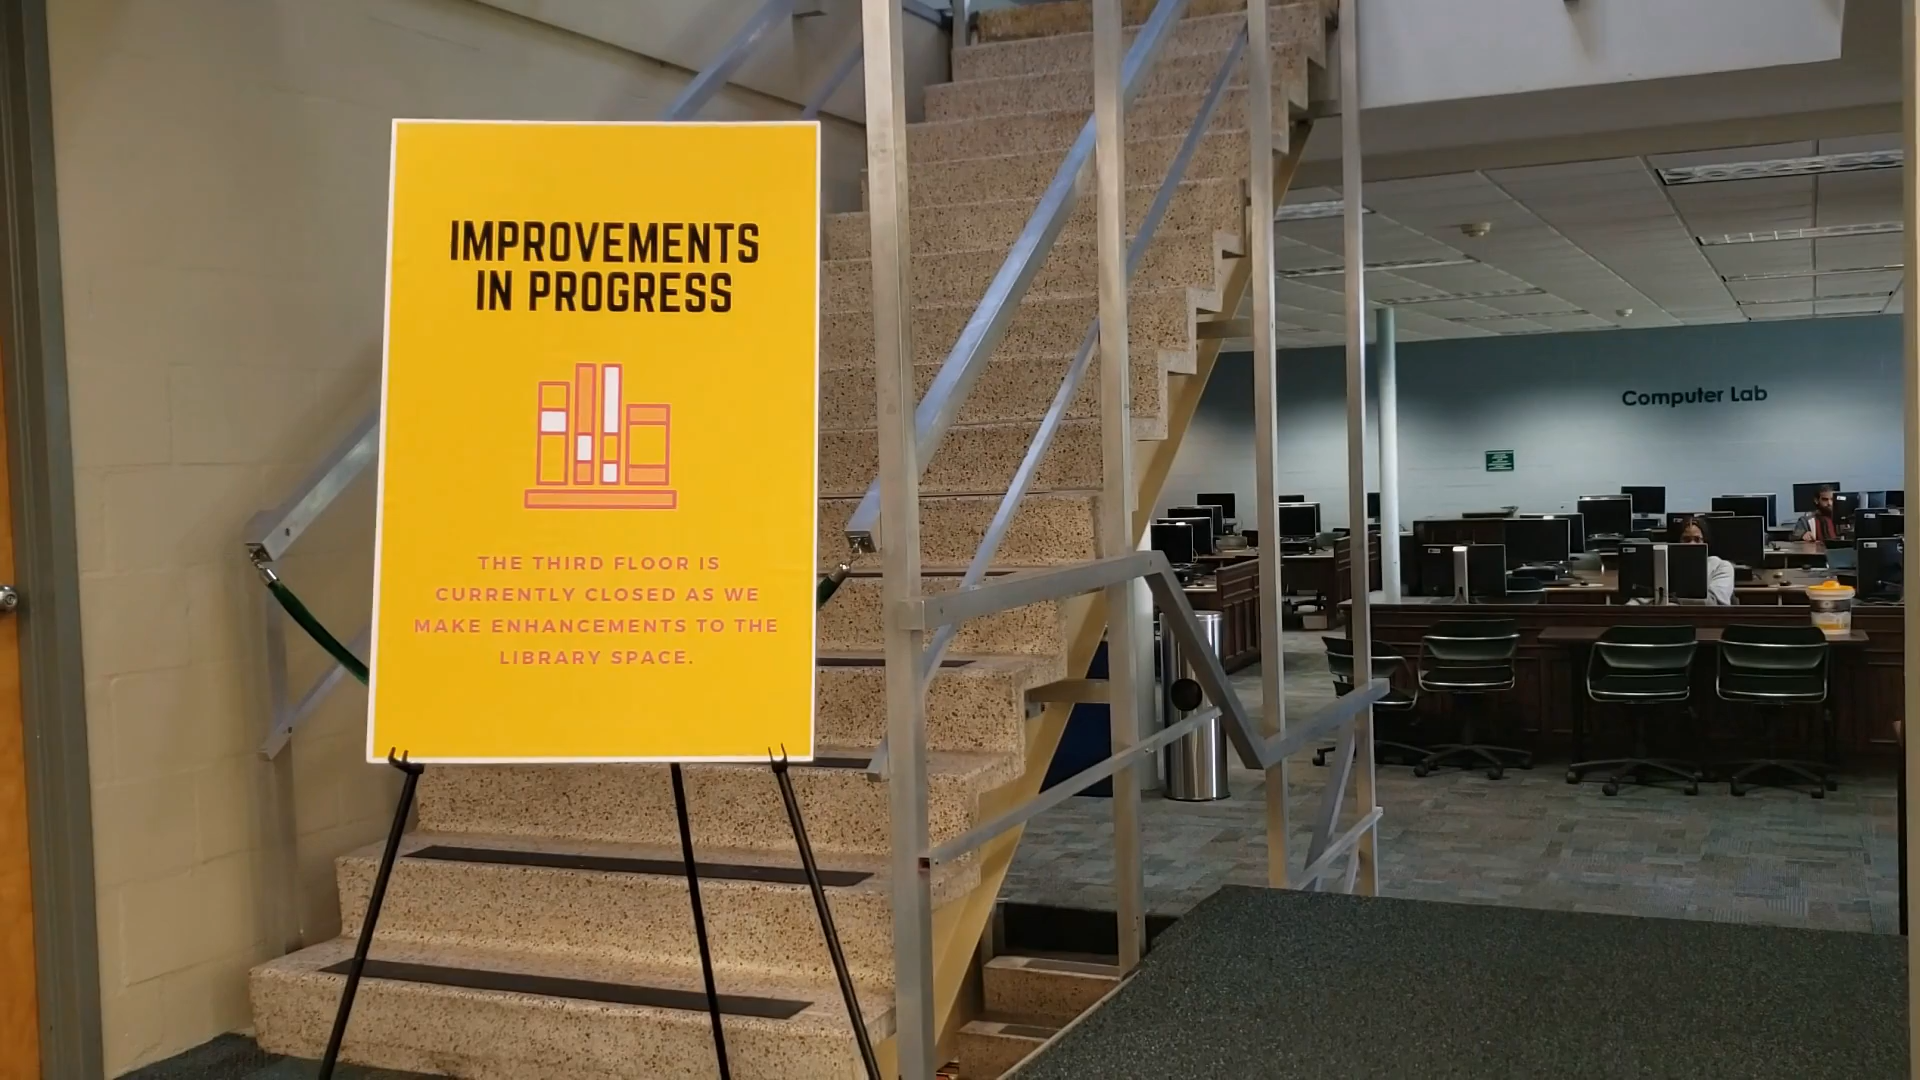 IMPROVEMENTS
IN PROGRESS
THE THIRD FLOOR IS
CURRENTLY CLOSED AS WE
MAKE ENHANCEMENTS TO THE
LIBRARY SPACE.
Computer Lab